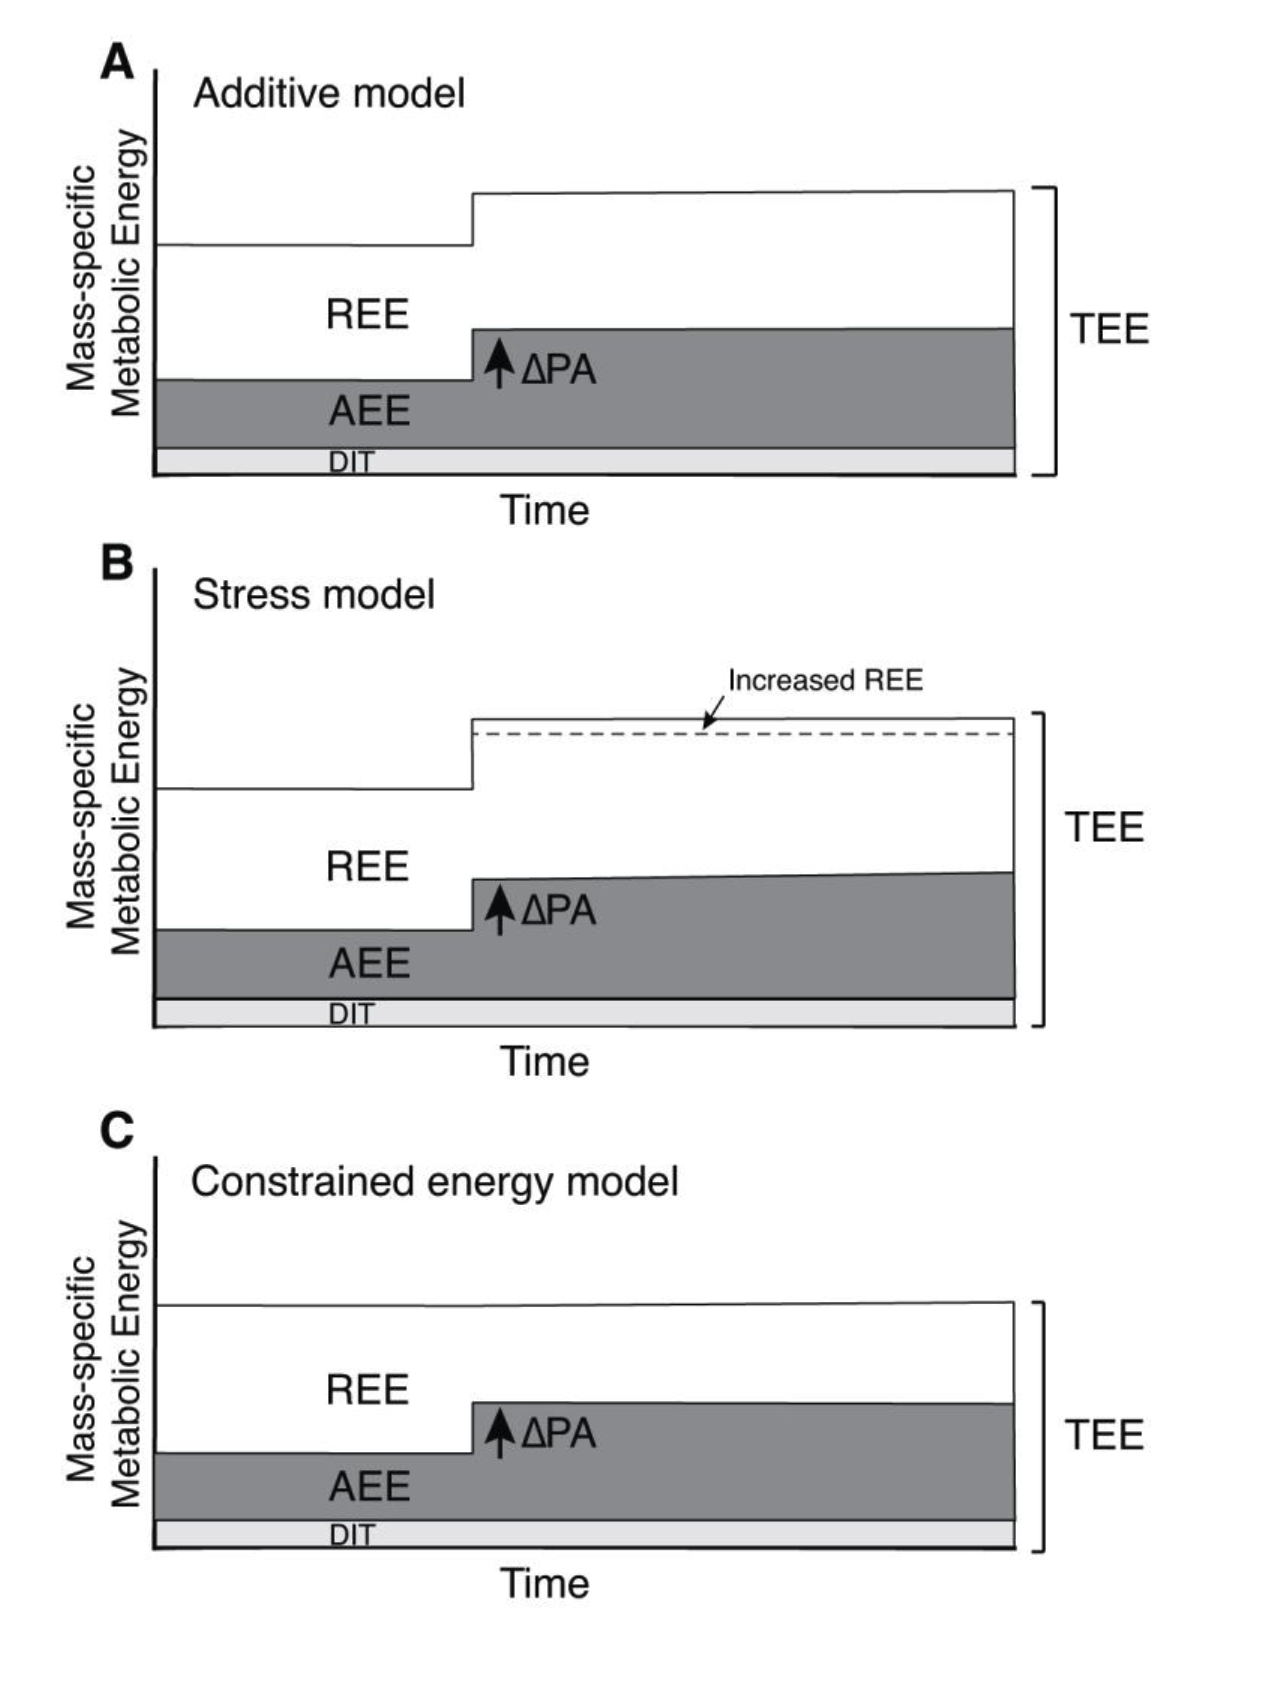 A
Additive model
Mass-specific
Metabolic Energy
REE
ΔPA
AEE
DIT
TEE
Time
B
Stress model
Increased REE
Mass-specific
Metabolic Energy
REE
ΔPA
AEE
DIT
TEE
Time
C
Constrained energy model
Mass-specific
Metabolic Energy
REE
ΔPA
AEE
DIT
TEE
Time